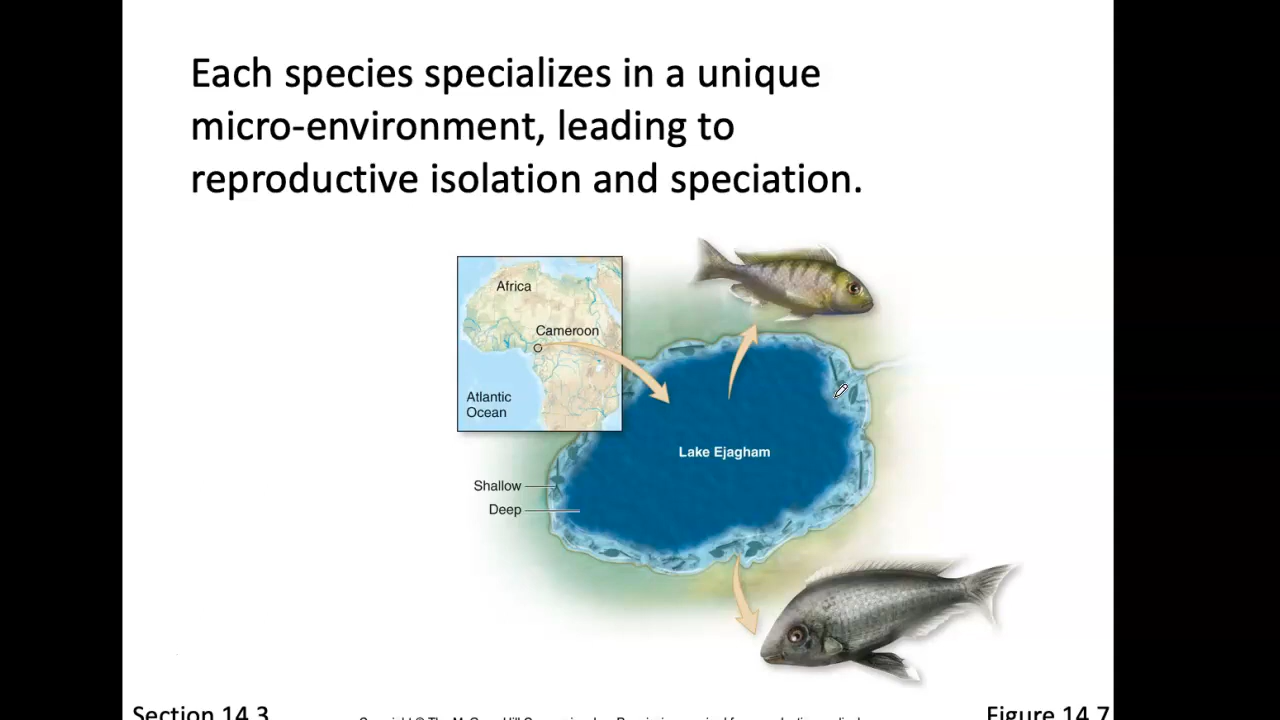 Each species specializes in a unique
micro-environment, leading to
reproductive isolation and speciation.
Africa
Cameroon
Atlantic
Ocean
Lake Ejagham
Shallow
Deep
Section 14.3
Figure 14.7